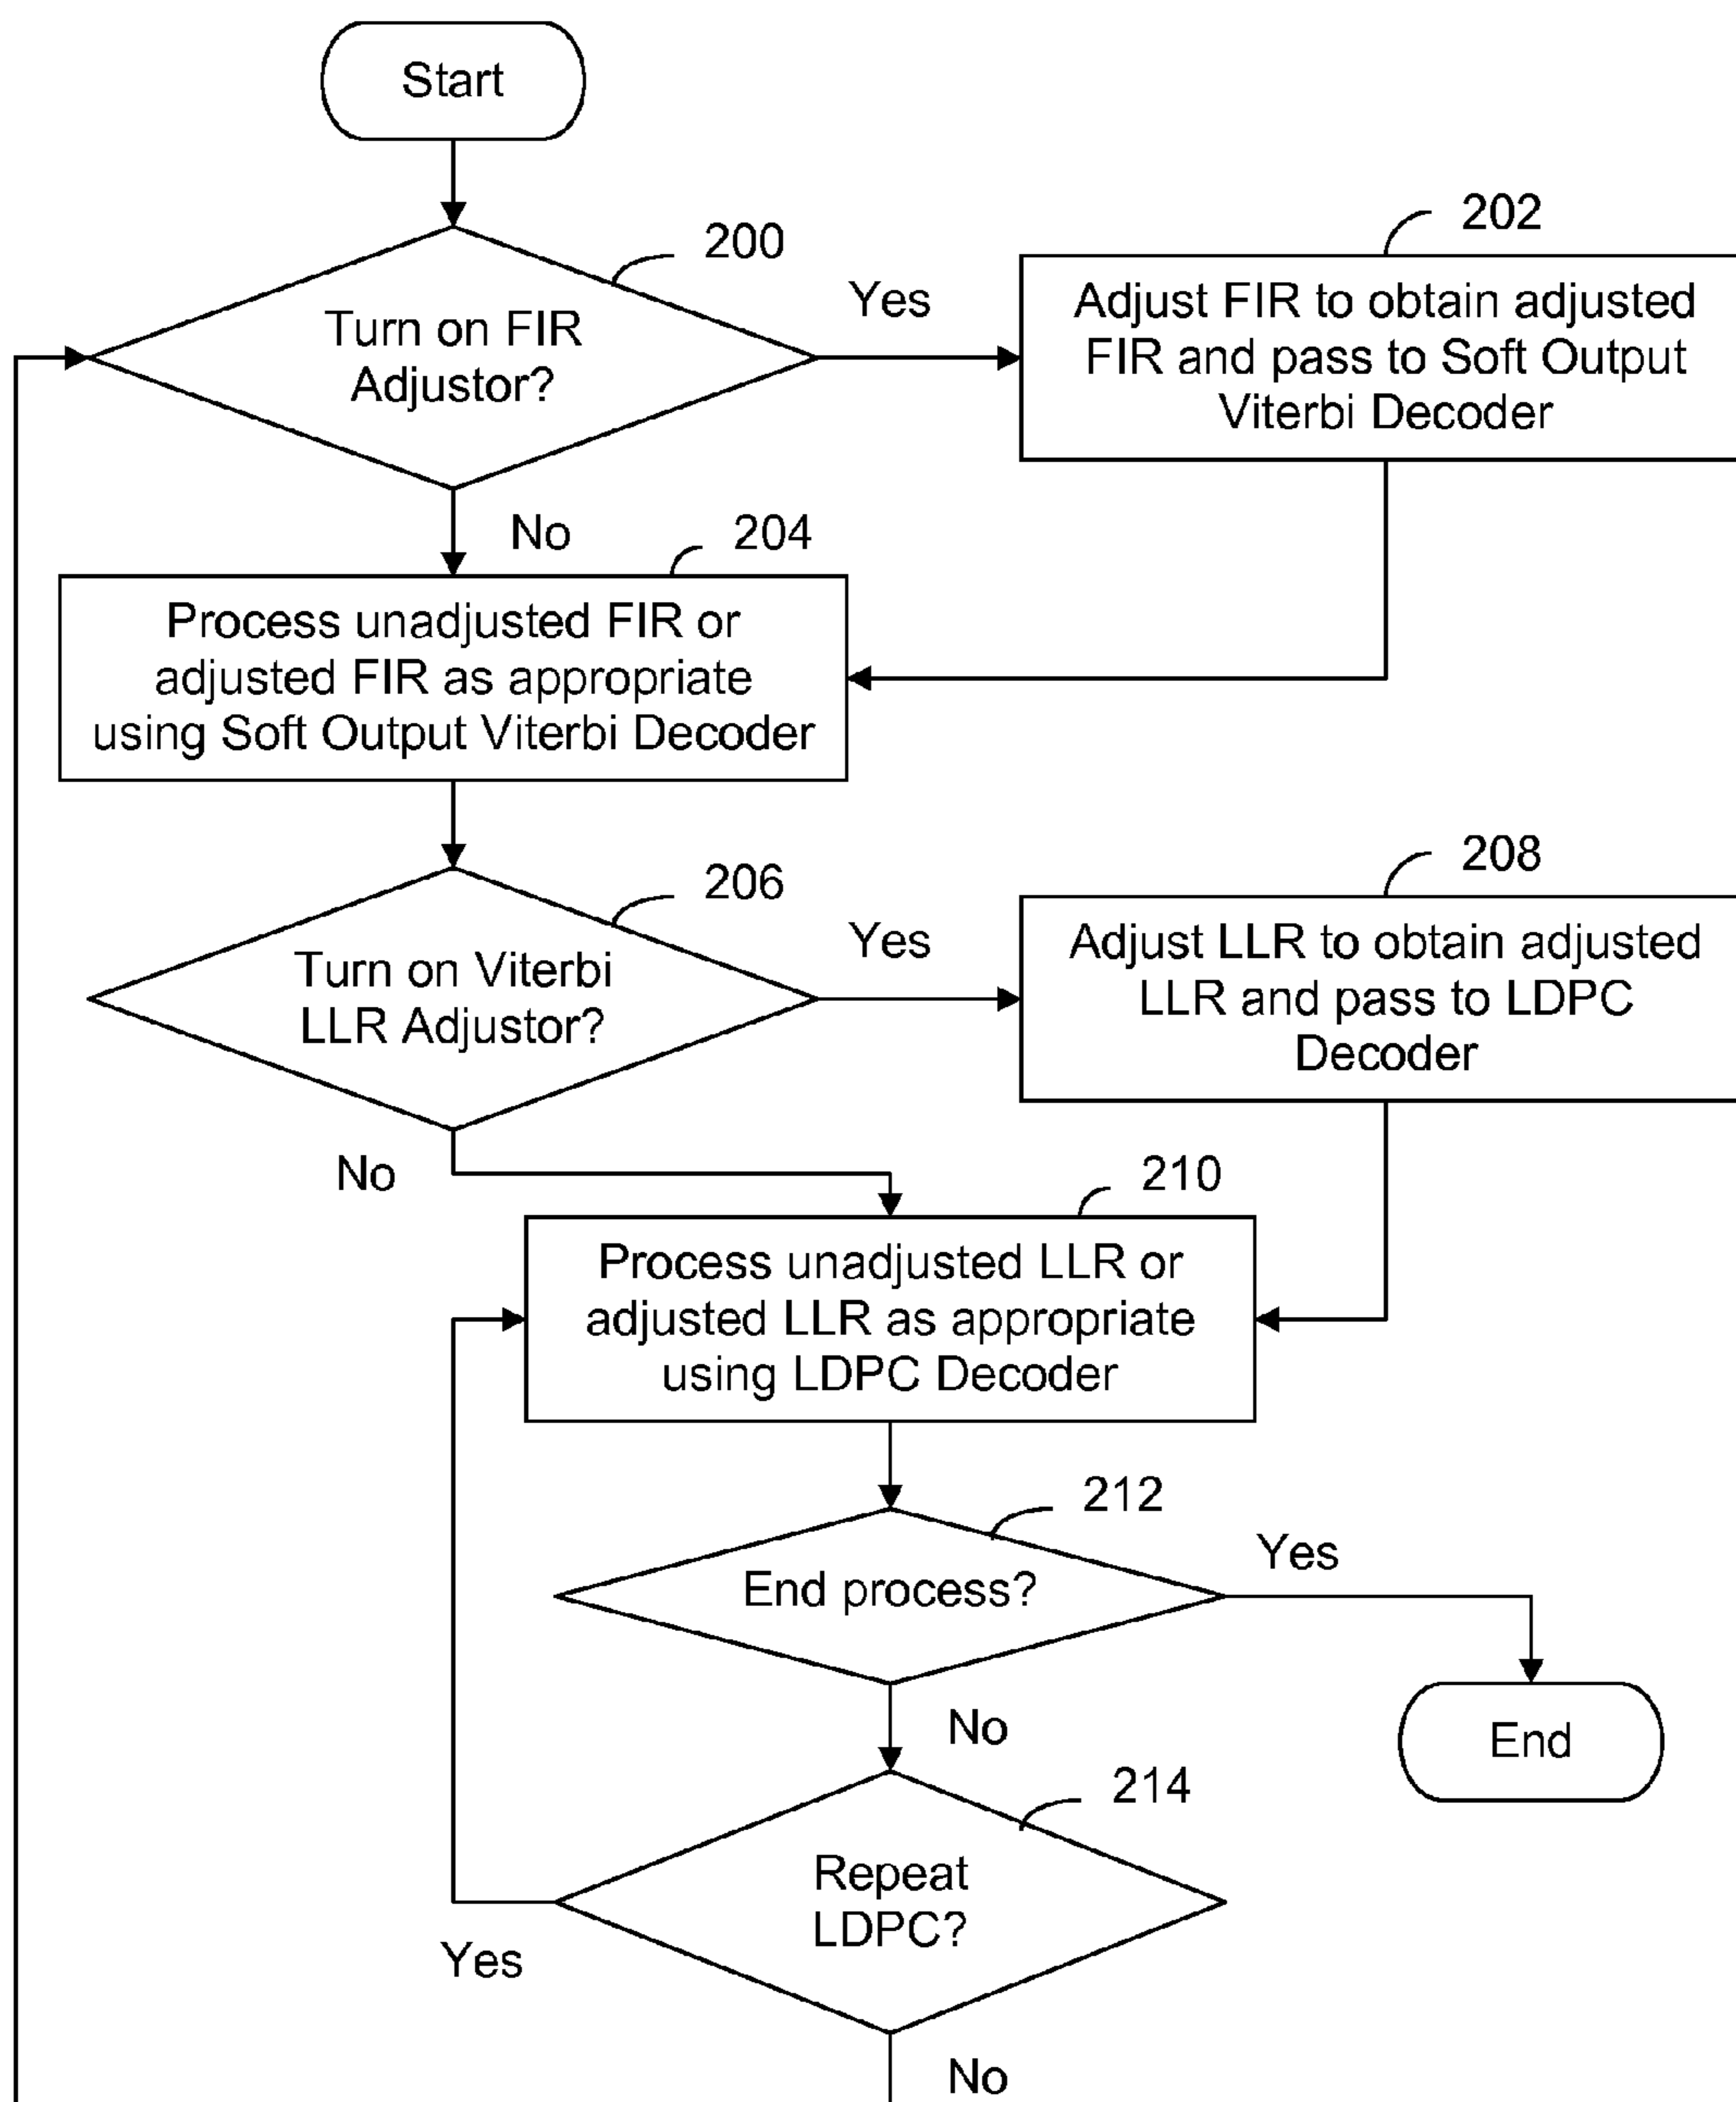 Start
200
Turn on FIR
Adjustor?
Yes
202
Adjust FIR to obtain adjusted
FIR and pass to Soft Output
Viterbi Decoder
No
204
Process unadjusted FIR or
adjusted FIR as appropriate
using Soft Output Viterbi Decoder
206
Turn on Viterbi
LLR Adjustor?
Yes
208
Adjust LLR to obtain adjusted
LLR and pass to LDPC
Decoder
No
210
Process unadjusted LLR or
adjusted LLR as appropriate
using LDPC Decoder
212
End process?
Yes
End
No
214
Repeat
LDPC?
Yes
No